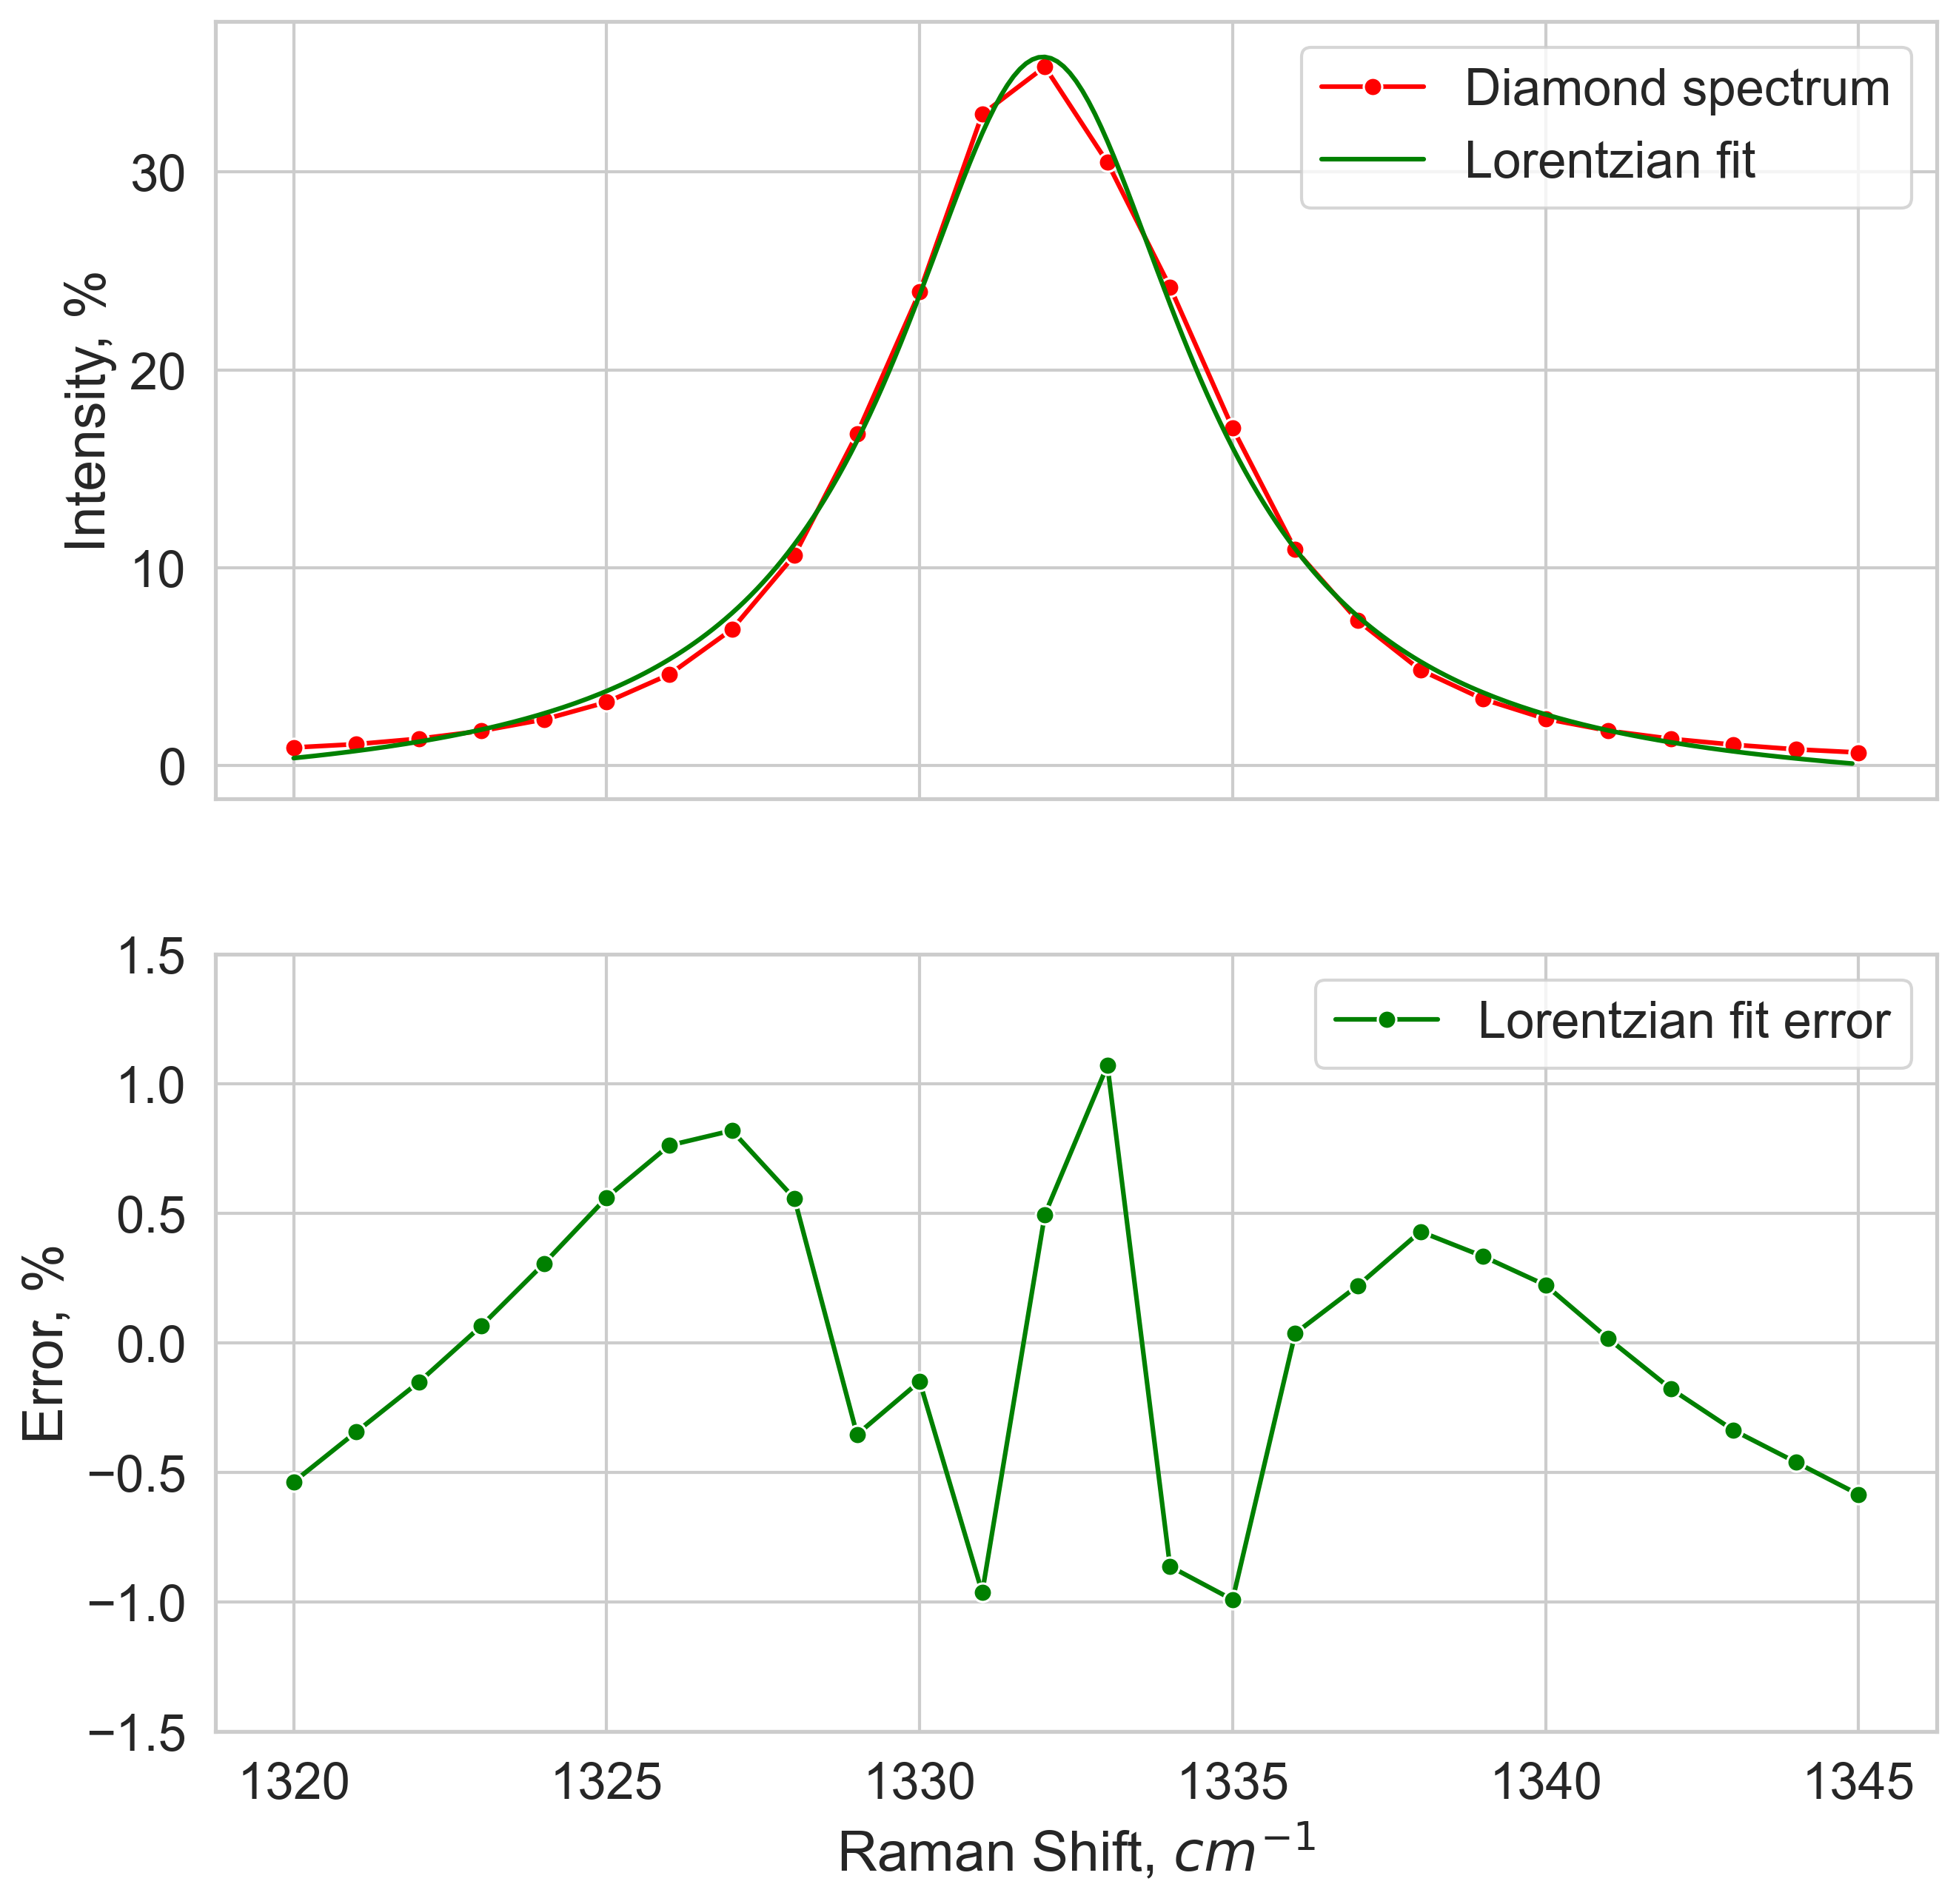 Diamond spectrum
Lorentzian fit
30
20
10
0
Intensity, %
Lorentzian fit error
1.5
1.0
0.5
0.0
−0.5
−1.0
−1.5
Error, %
1320 1325 1330 1335 1340 1345
Raman Shift, cm⁻¹